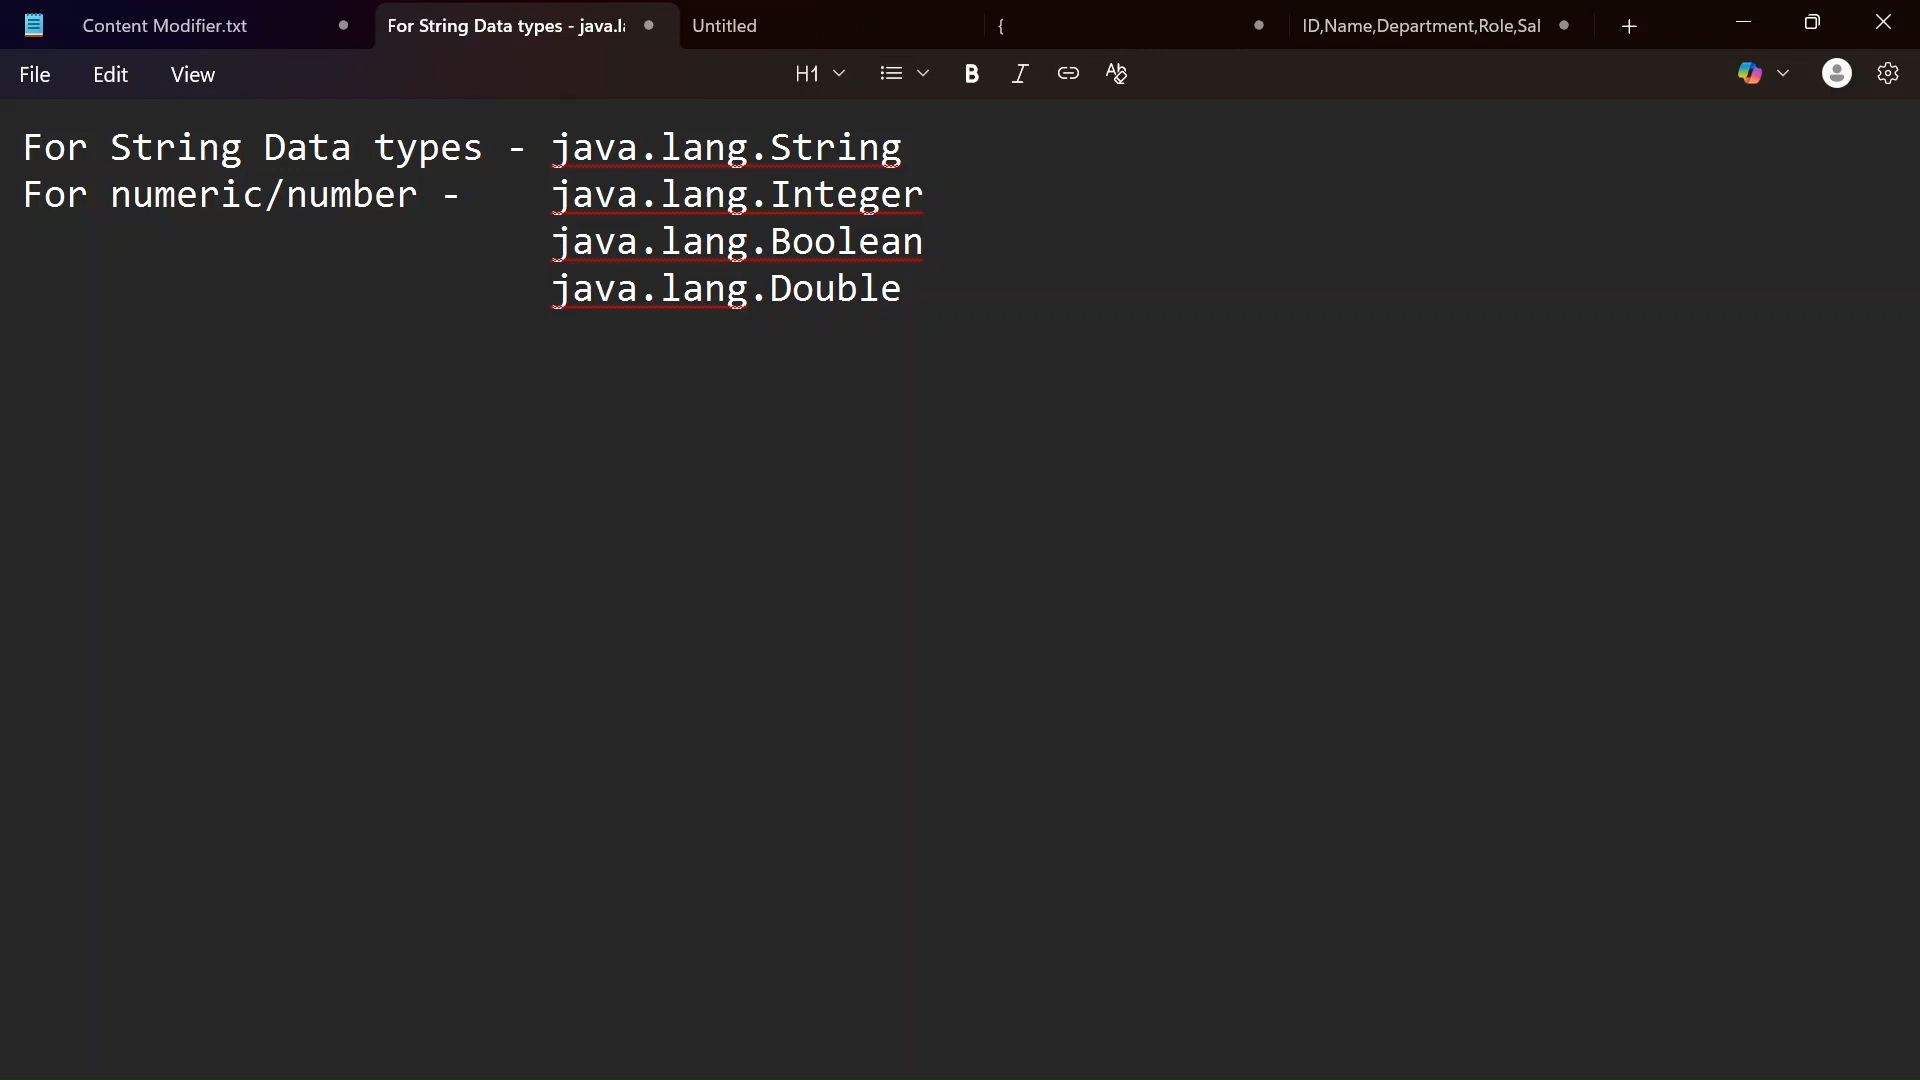 Content Modifier.txt
For String Data types - java.la
Untitled
{
ID,Name,Department,Role,Sal
File
Edit
View
H1
B
I
For String Data types - java.lang.String
For numeric/number - java.lang.Integer
java.lang.Boolean
java.lang.Double